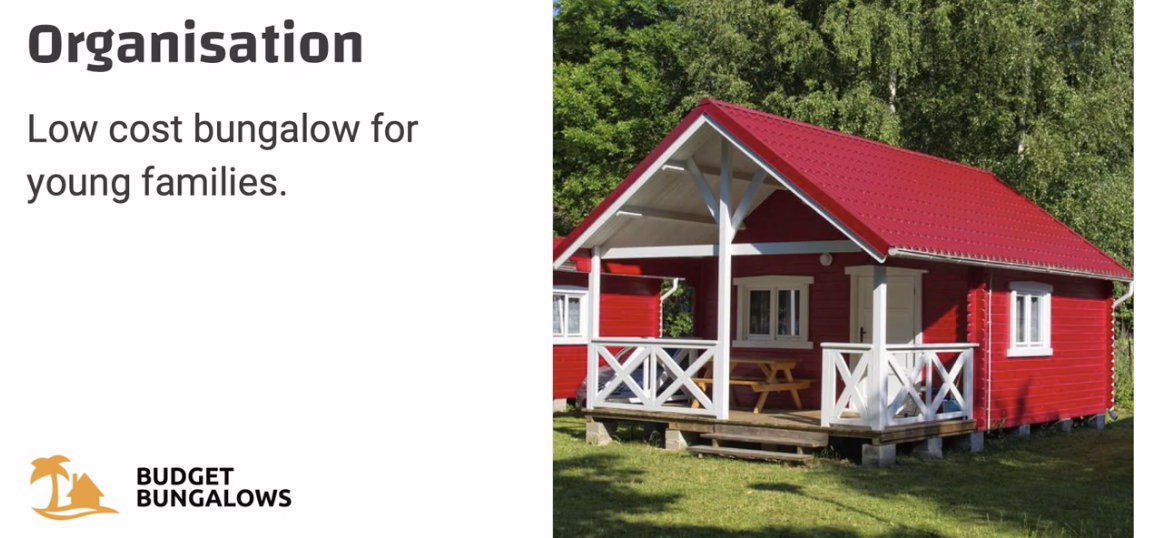 Organisation
Low cost bungalow for
young families.
BUDGET
BUNGALOWS